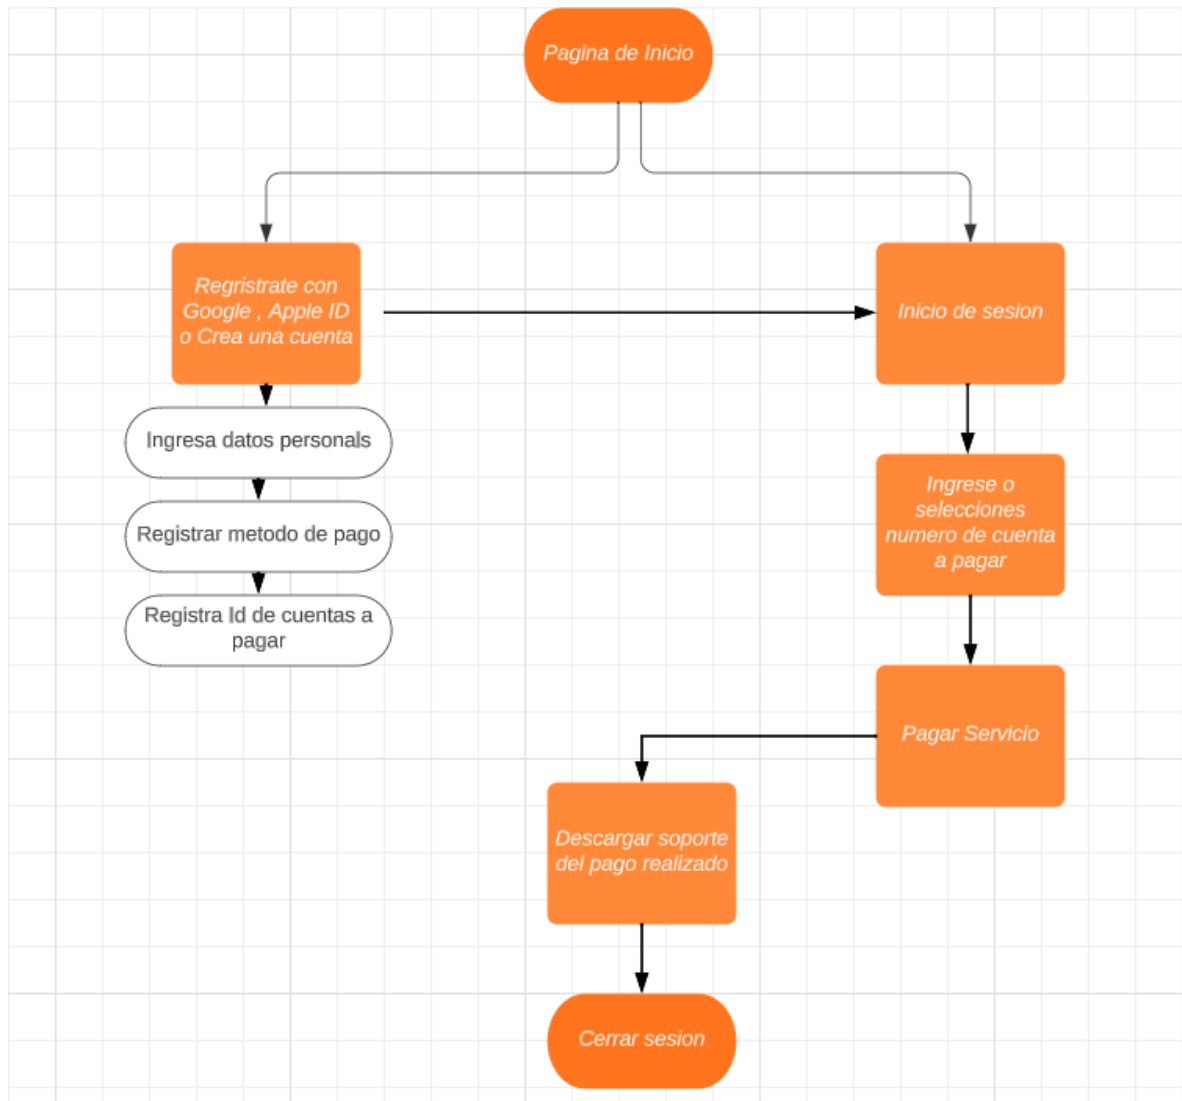 Pagina de Inicio
Regristrate con
Google , Apple ID
o Crea una cuenta
Inicio de sesion
Ingresa datos personals
Registrar metodo de pago
Registra Id de cuentas a
pagar
Ingrese o
selecciones
numero de cuenta
a pagar
Pagar Servicio
Descargar soporte
del pago realizado
Cerrar sesion